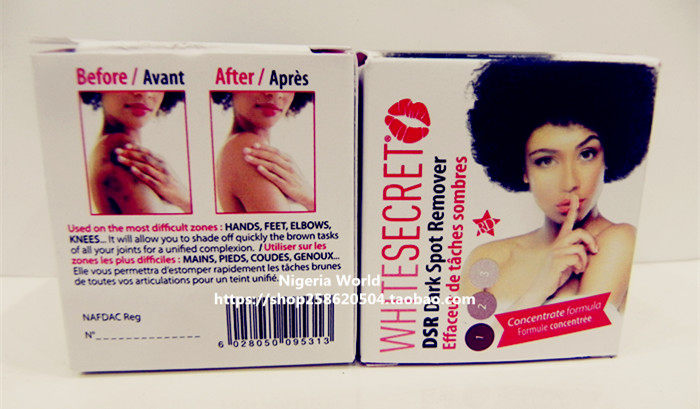 Before / Avant
After / Après
Used on the most difficult zones : HANDS, FEET, ELBOWS,
KNEES... It will allow you to shade off quickly the brown tasks
of all your joints for a unified complexion. / Utiliser sur les
zones les plus difficiles : MAINS, PIEDS, COUDES, GENOUX...
Elle vous permettra d'estomper rapidement les tâches brunes
de toutes vos articulations pour un teint unifié.
NAFDAC Reg
N°_ _ _ _ _ _ _ _ _ _ _ _ _
6 028050 095313
WHITESECRET®
DSR Dark Spot Remover
Effaceur de tâches sombres
1
2
3
Concentrate formula
Formule concentrée
Nigeria World
https://shop258620504.taobao.com